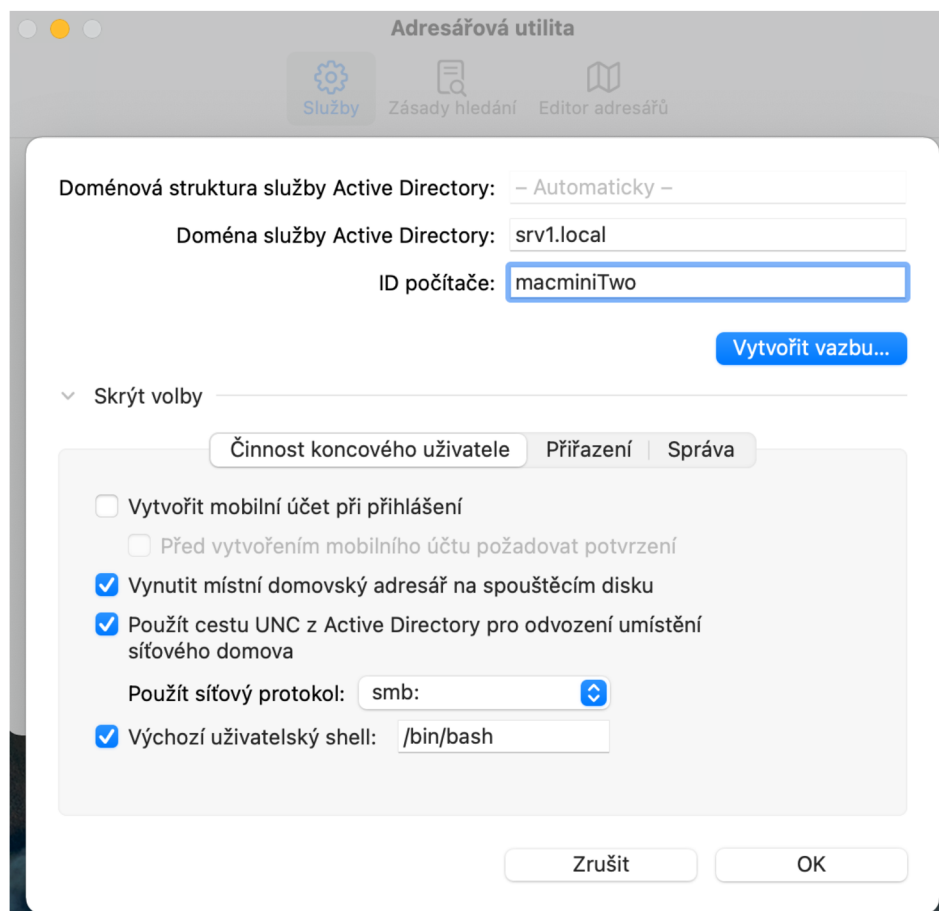 Adresářová utilita
Služby
Zásady hledání
Editor adresářů
Doménová struktura služby Active Directory: – Automaticky –
Doména služby Active Directory: srv1.local
ID počítače: macminiTwo
Vytvořit vazbu...
Skrýt volby
Činnost koncového uživatele
Přiřazení
Správa
Vytvořit mobilní účet při přihlášení
Před vytvořením mobilního účtu požadovat potvrzení
Vynutit místní domovský adresář na spouštěcím disku
Použít cestu UNC z Active Directory pro odvození umístění
síťového domova
Použít síťový protokol: smb:
Výchozí uživatelský shell: /bin/bash
Zrušit
OK